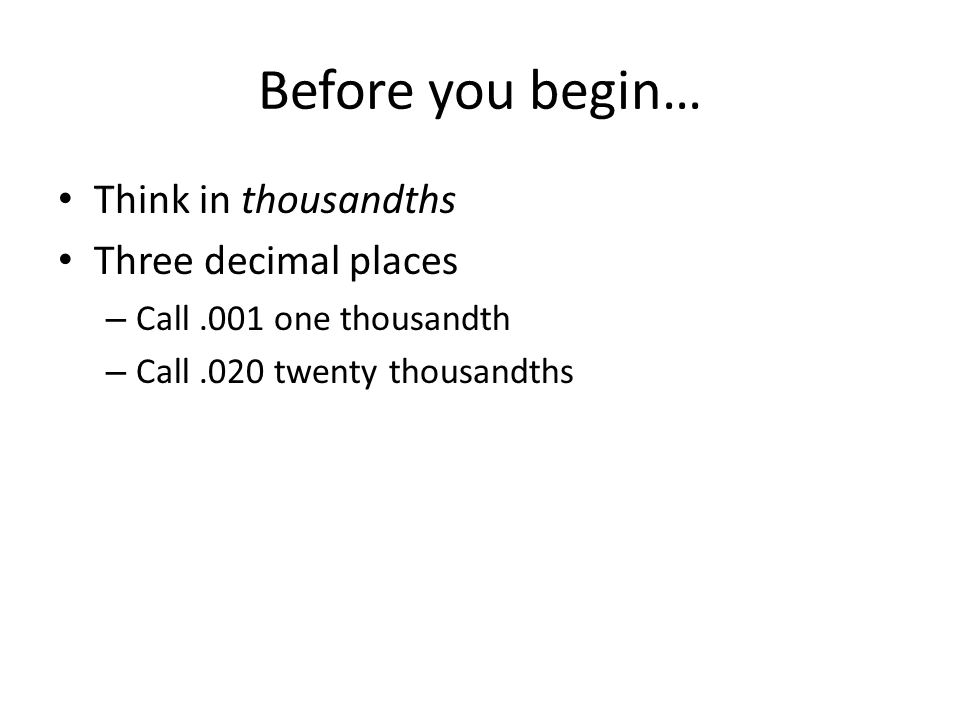 Before you begin…
• Think in thousandths
• Three decimal places
– Call .001 one thousandth
– Call .020 twenty thousandths